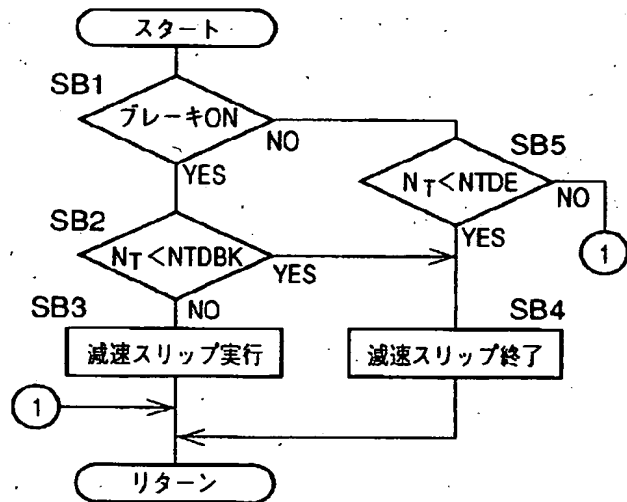 スタート
SB1
ブレーキON
NO
YES
SB5
NT<NTDE
NO
YES
1
SB2
NT<NTDBK
YES
NO
SB3
減速スリップ実行
SB4
減速スリップ終了
1
リターン